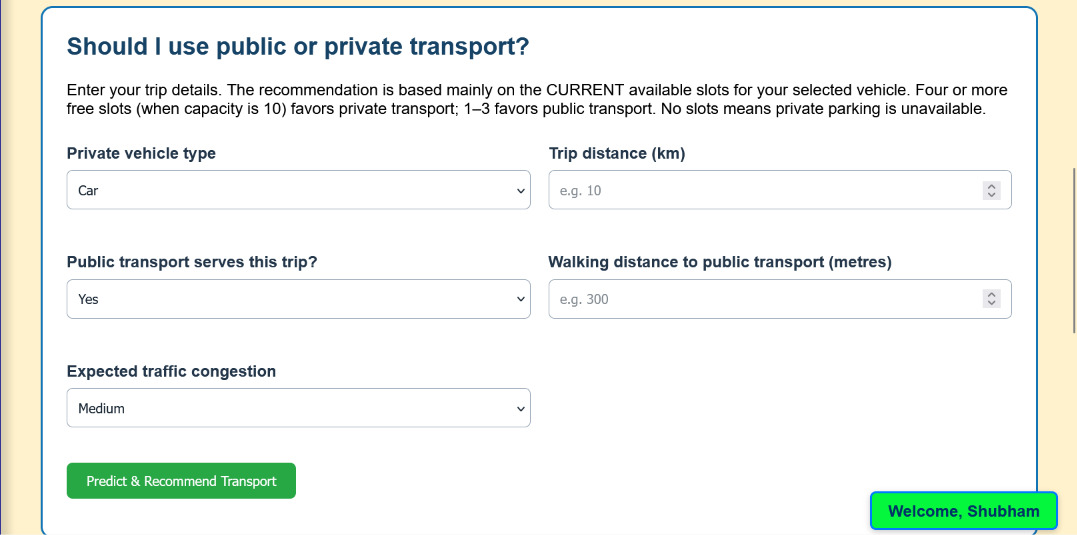 Should I use public or private transport?
Enter your trip details. The recommendation is based mainly on the CURRENT available slots for your selected vehicle. Four or more
free slots (when capacity is 10) favors private transport; 1–3 favors public transport. No slots means private parking is unavailable.
Private vehicle type
Trip distance (km)
Car
e.g. 10
Public transport serves this trip?
Walking distance to public transport (metres)
Yes
e.g. 300
Expected traffic congestion
Medium
Predict & Recommend Transport
Welcome, Shubham